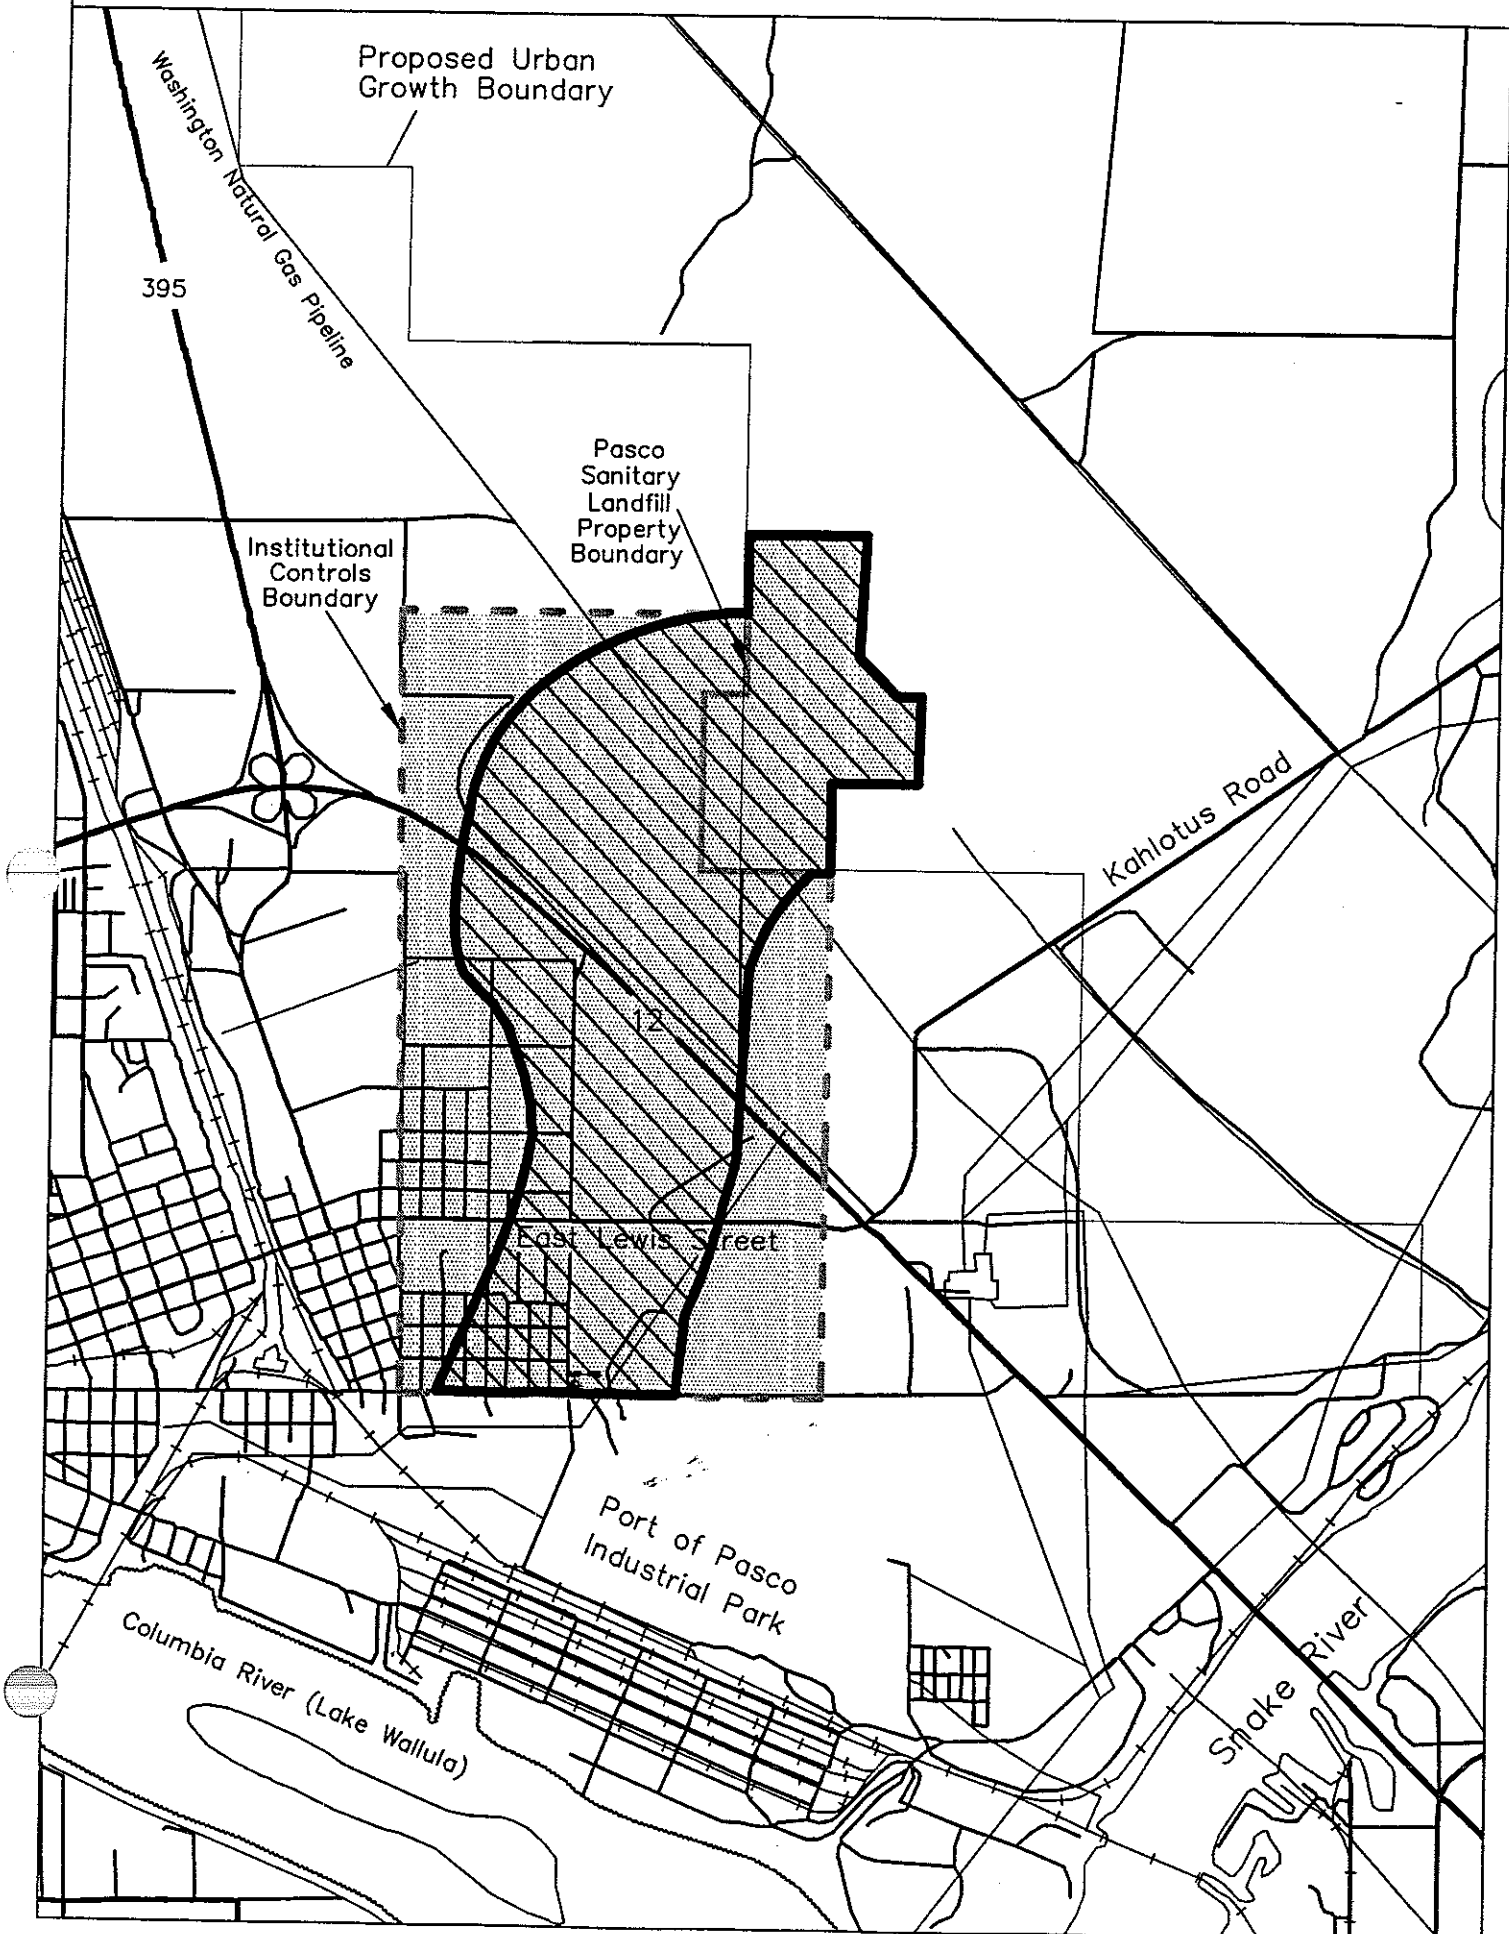 Proposed Urban
Growth Boundary
Washington Natural Gas Pipeline
395
Pasco
Sanitary
Landfill
Property
Boundary
Institutional
Controls
Boundary
Kahlotus Road
12
East Lewis Street
Port of Pasco
Industrial Park
Columbia River (Lake Wallula)
Snake River